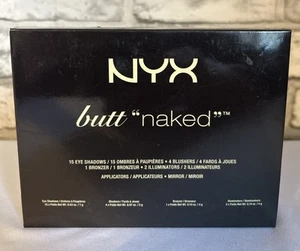 NYX
butt "naked"™
15 EYE SHADOWS / 15 OMBRES À PAUPIÈRES • 4 BLUSHERS / 4 FARDS À JOUES
1 BRONZER / 1 BRONZEUR • 2 ILLUMINATORS / 2 ILLUMINATEURS
APPLICATORS / APPLICATEURS • MIRROR / MIROIR